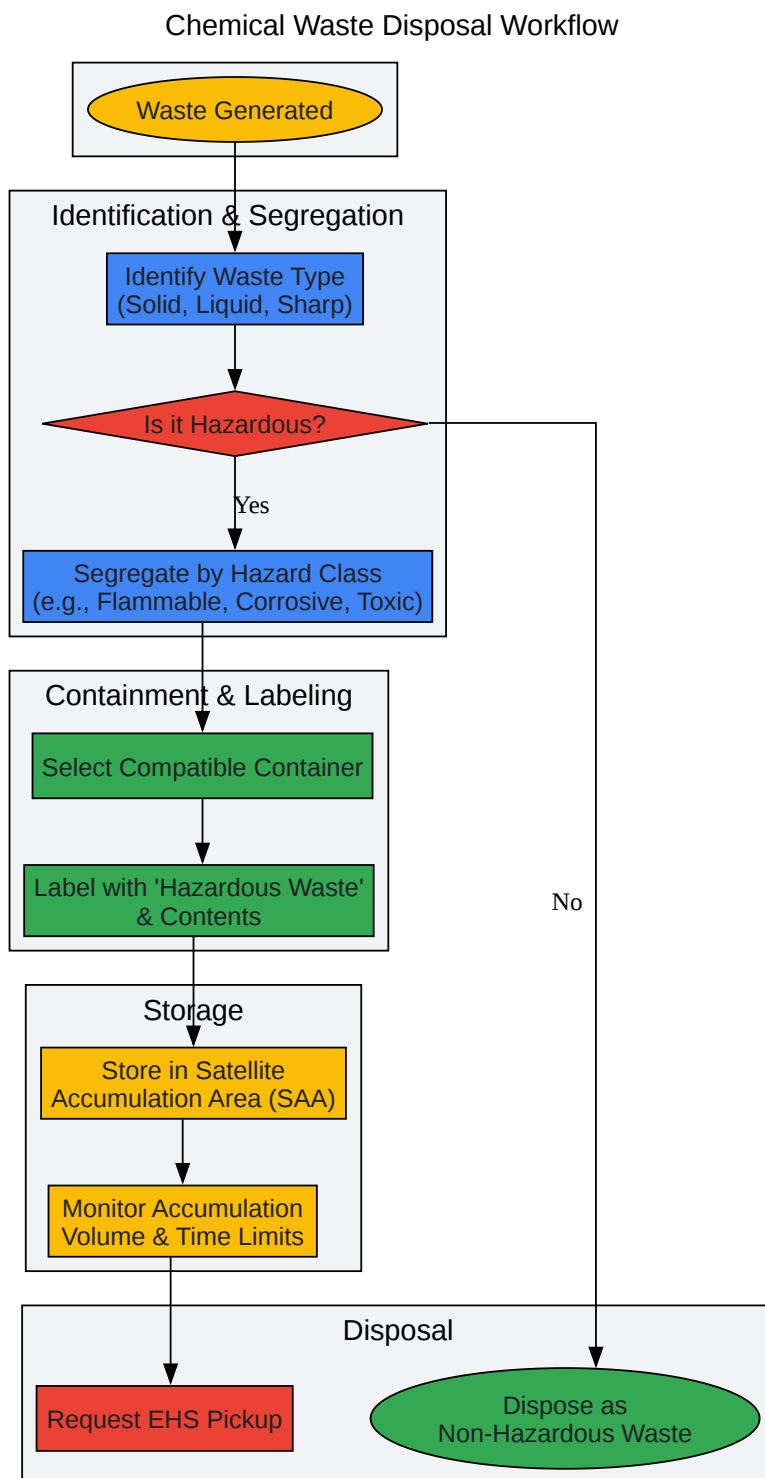 Chemical Waste Disposal Workflow
Waste Generated
Identification & Segregation
Identify Waste Type
(Solid, Liquid, Sharp)
Is it Hazardous?
Yes
Segregate by Hazard Class
(e.g., Flammable, Corrosive, Toxic)
Containment & Labeling
Select Compatible Container
Label with 'Hazardous Waste'
& Contents
No
Storage
Store in Satellite
Accumulation Area (SAA)
Monitor Accumulation
Volume & Time Limits
Disposal
Request EHS Pickup
Dispose as
Non-Hazardous Waste